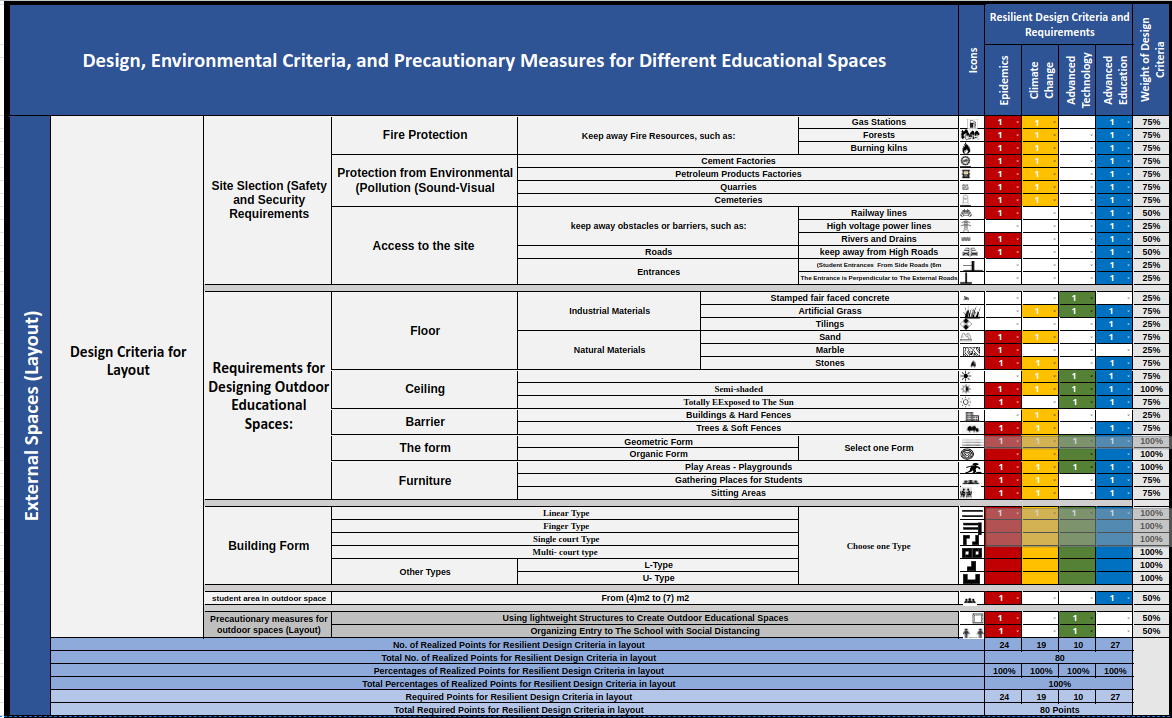 Design, Environmental Criteria, and Precautionary Measures for Different Educational Spaces
Icons
Resilient Design Criteria and Requirements
Epidemics
Climate Change
Advanced Technology
Advanced Education
Weight of Design Criteria
External Spaces (Layout)
Design Criteria for Layout
Site Slection (Safety and Security Requirements
Fire Protection
Keep away Fire Resources, such as:
Gas Stations 1 1 1 75%
Forests 1 1 1 75%
Burning kilns 1 1 1 75%
Protection from Environmental (Pollution (Sound-Visual
Cement Factories 1 1 1 75%
Petroleum Products Factories 1 1 1 75%
Quarries 1 1 1 75%
Cemeteries 1 1 1 75%
Access to the site
keep away obstacles or barriers, such as:
Railway lines 1 1 50%
High voltage power lines 1 25%
Rivers and Drains 1 1 50%
Roads
keep away from High Roads 1 1 50%
Entrances
(Student Entrances From Side Roads (6m 1 25%
The Entrance is Perpendicular to The External Roads 1 25%
Requirements for Designing Outdoor Educational Spaces:
Floor
Industrial Materials
Stamped fair faced concrete 1 25%
Artificial Grass 1 1 1 75%
Tilings 1 25%
Natural Materials
Sand 1 1 1 75%
Marble 1 25%
Stones 1 1 1 75%
Ceiling
1 1 1 75%
Semi-shaded 1 1 1 1 100%
Totally EExposed to The Sun 1 1 1 75%
Barrier
Buildings & Hard Fences 1 25%
Trees & Soft Fences 1 1 1 75%
The form
Geometric Form 1 1 1 1 100%
Organic Form 100%
Select one Form
Furniture
Play Areas - Playgrounds 1 1 1 1 100%
Gathering Places for Students 1 1 1 75%
Sitting Areas 1 1 1 75%
Building Form
Linear Type 1 1 1 1 100%
Finger Type 100%
Single court Type 100%
Multi- court type 100%
Choose one Type
Other Types
L-Type 100%
U- Type 100%
student area in outdoor space
From (4)m2 to (7) m2 1 1 50%
Precautionary measures for outdoor spaces (Layout)
Using lightweight Structures to Create Outdoor Educational Spaces 1 1 50%
Organizing Entry to The School with Social Distancing 1 1 50%
No. of Realized Points for Resilient Design Criteria in layout 24 19 10 27
Total No. of Realized Points for Resilient Design Criteria in layout 80
Percentages of Realized Points for Resilient Design Criteria in layout 100% 100% 100% 100%
Total Percentages of Realized Points for Resilient Design Criteria in layout 100%
Required Points for Resilient Design Criteria in layout 24 19 10 27
Total Required Points for Resilient Design Criteria in layout 80 Points